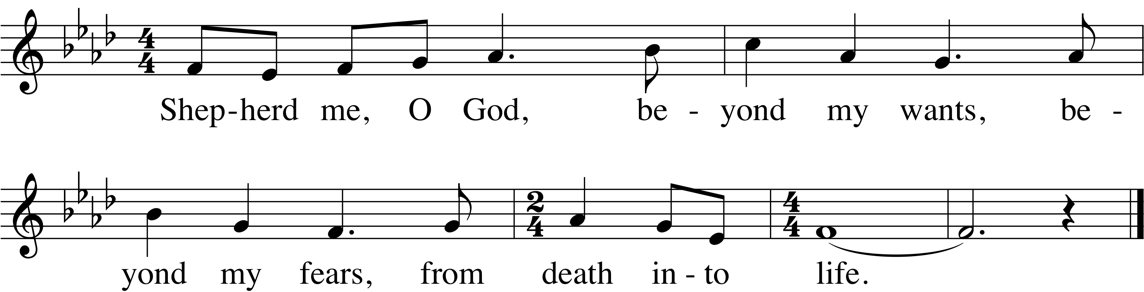 Shep-herd me, O God, be - yond my wants, be -
yond my fears, from death in - to life.